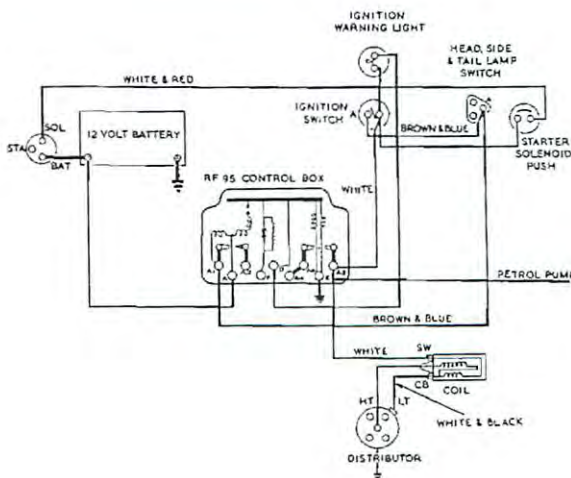 IGNITION
WARNING LIGHT
HEAD, SIDE
& TAIL LAMP
SWITCH
WHITE & RED
IGNITION
SWITCH
A
A
SOL
STA
12 VOLT BATTERY
BAT
BROWN & BLUE
STARTER
SOLENOID
PUSH
RF 95 CONTROL BOX
WHITE
A1
A
A2
F
D
A4
E
A3
PETROL PUMP
BROWN & BLUE
WHITE
SW
CB
COIL
HT
LT
WHITE & BLACK
DISTRIBUTOR